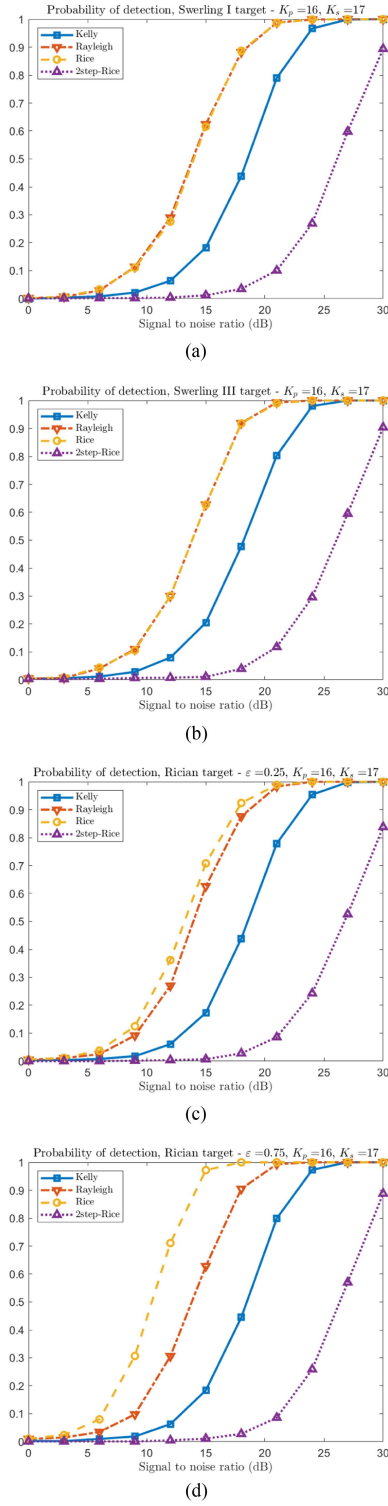 Probability of detection, Swerling I target - K_p =16, K_s =17
Kelly
Rayleigh
Rice
2step-Rice
1
0.9
0.8
0.7
0.6
0.5
0.4
0.3
0.2
0.1
0
0 5 10 15 20 25 30
Signal to noise ratio (dB)
(a)
Probability of detection, Swerling III target - K_p =16, K_s =17
Kelly
Rayleigh
Rice
2step-Rice
1
0.9
0.8
0.7
0.6
0.5
0.4
0.3
0.2
0.1
0
0 5 10 15 20 25 30
Signal to noise ratio (dB)
(b)
Probability of detection, Rician target - ε =0.25, K_p =16, K_s =17
Kelly
Rayleigh
Rice
2step-Rice
1
0.9
0.8
0.7
0.6
0.5
0.4
0.3
0.2
0.1
0
0 5 10 15 20 25 30
Signal to noise ratio (dB)
(c)
Probability of detection, Rician target - ε =0.75, K_p =16, K_s =17
Kelly
Rayleigh
Rice
2step-Rice
1
0.9
0.8
0.7
0.6
0.5
0.4
0.3
0.2
0.1
0
0 5 10 15 20 25 30
Signal to noise ratio (dB)
(d)